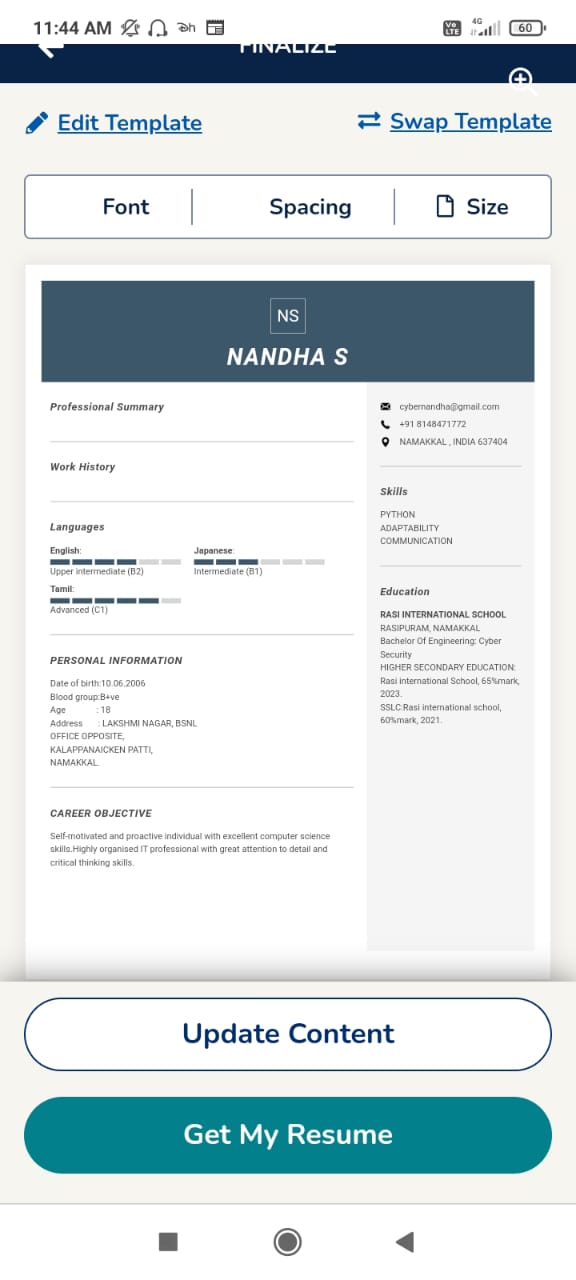 11:44 AM
Vo LTE 4G 60
FINALIZE
Edit Template
Swap Template
Font
Spacing
Size
NS
NANDHA S
Professional Summary
Work History
Languages
English:
Upper intermediate (B2)
Japanese:
Intermediate (B1)
Tamil:
Advanced (C1)
PERSONAL INFORMATION
Date of birth:10.06.2006
Blood group:B+ve
Age : 18
Address : LAKSHMI NAGAR, BSNL
OFFICE OPPOSITE,
KALAPPANAICKEN PATTI,
NAMAKKAL.
CAREER OBJECTIVE
Self-motivated and proactive individual with excellent computer science
skills.Highly organised IT professional with great attention to detail and
critical thinking skills.
cybernandha@gmail.com
+91 8148471772
NAMAKKAL , INDIA 637404
Skills
PYTHON
ADAPTABILITY
COMMUNICATION
Education
RASI INTERNATIONAL SCHOOL
RASIPURAM, NAMAKKAL
Bachelor Of Engineering: Cyber
Security
HIGHER SECONDARY EDUCATION:
Rasi international School, 65%mark,
2023.
SSLC:Rasi international school,
60%mark, 2021.
Update Content
Get My Resume